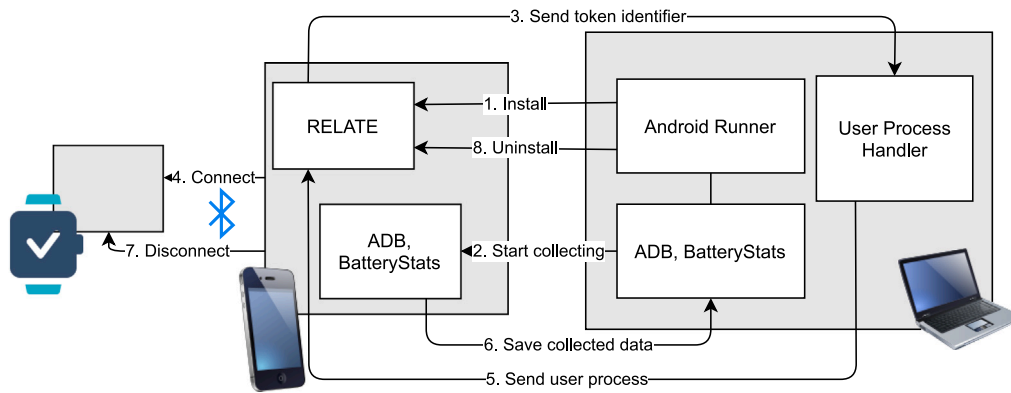 3. Send token identifier
RELATE
1. Install
8. Uninstall
Android Runner
User Process
Handler
4. Connect
7. Disconnect
ADB,
BatteryStats
2. Start collecting
ADB, BatteryStats
6. Save collected data
5. Send user process